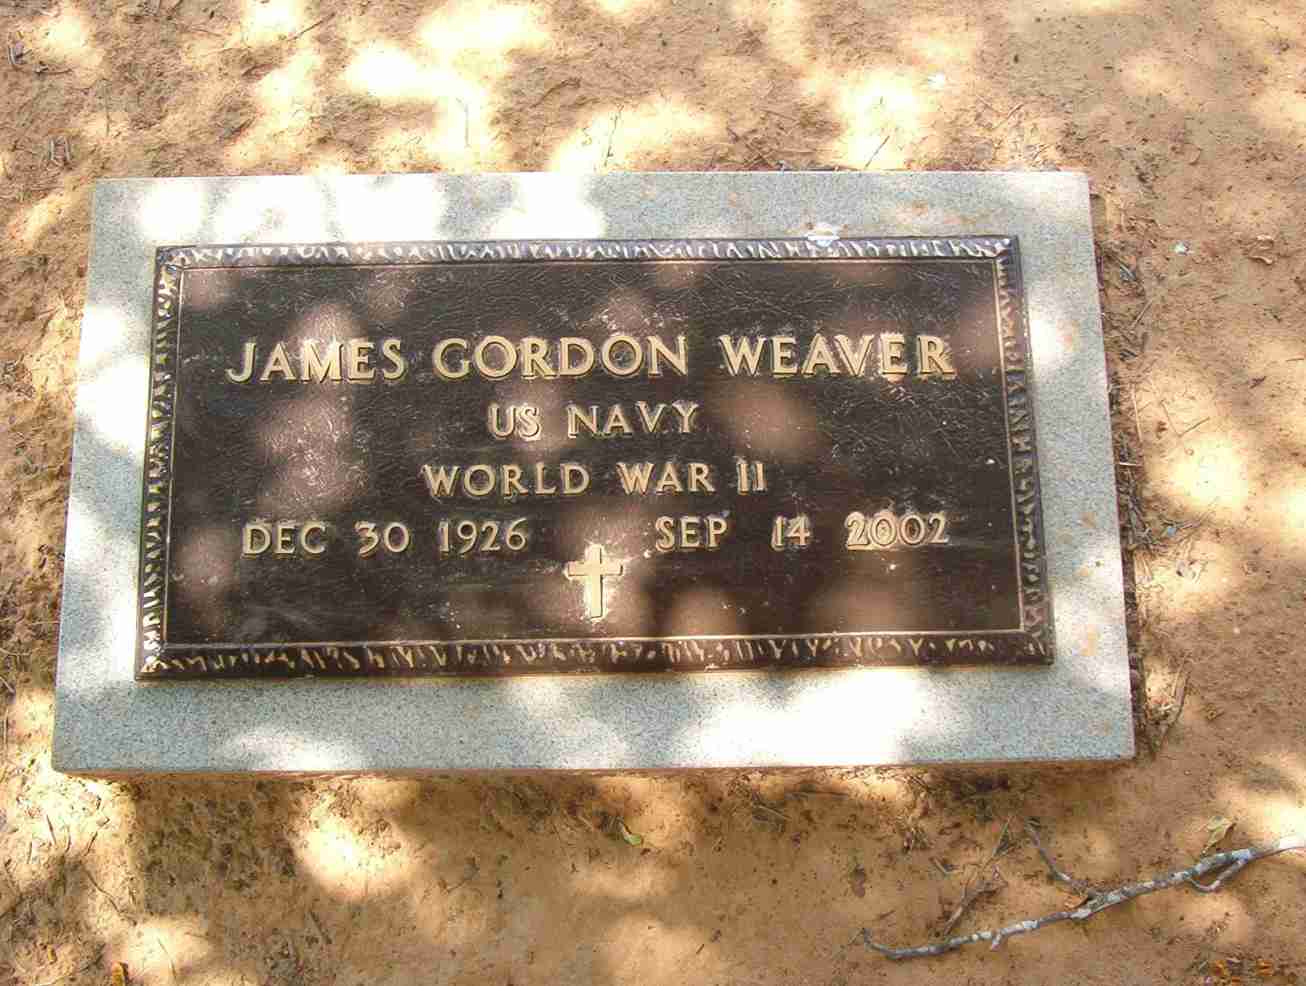 JAMES GORDON WEAVER
US NAVY
WORLD WAR II
DEC 30 1926 SEP 14 2002